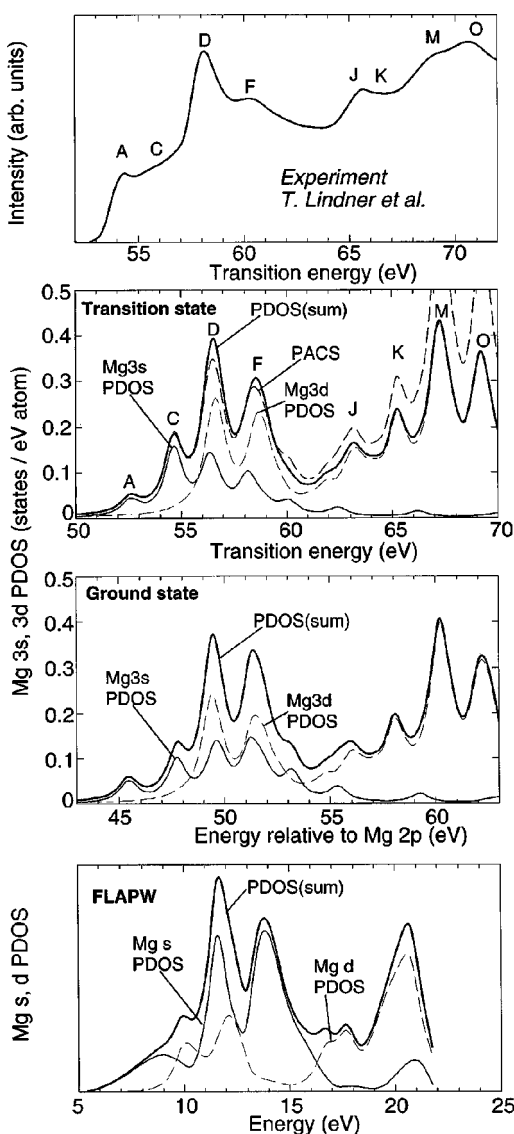 Intensity (arb. units)
A
C
D
F
J
K
M
O
Experiment
T. Lindner et al.
55
60
65
70
Transition energy (eV)
Mg 3s, 3d PDOS (states / eV atom)
0.5
0.4
0.3
0.2
0.1
0
Transition state
PDOS(sum)
D
Mg3s
PDOS
F
PACS
Mg3d
PDOS
A
C
J
K
M
O
50
55
60
65
70
Transition energy (eV)
0.5
0.4
0.3
0.2
0.1
0
Ground state
PDOS(sum)
Mg3s
PDOS
Mg3d
PDOS
45
50
55
60
Energy relative to Mg 2p (eV)
Mg s, d PDOS
FLAPW
PDOS(sum)
Mg s
PDOS
Mg d
PDOS
5
10
15
20
25
Energy (eV)